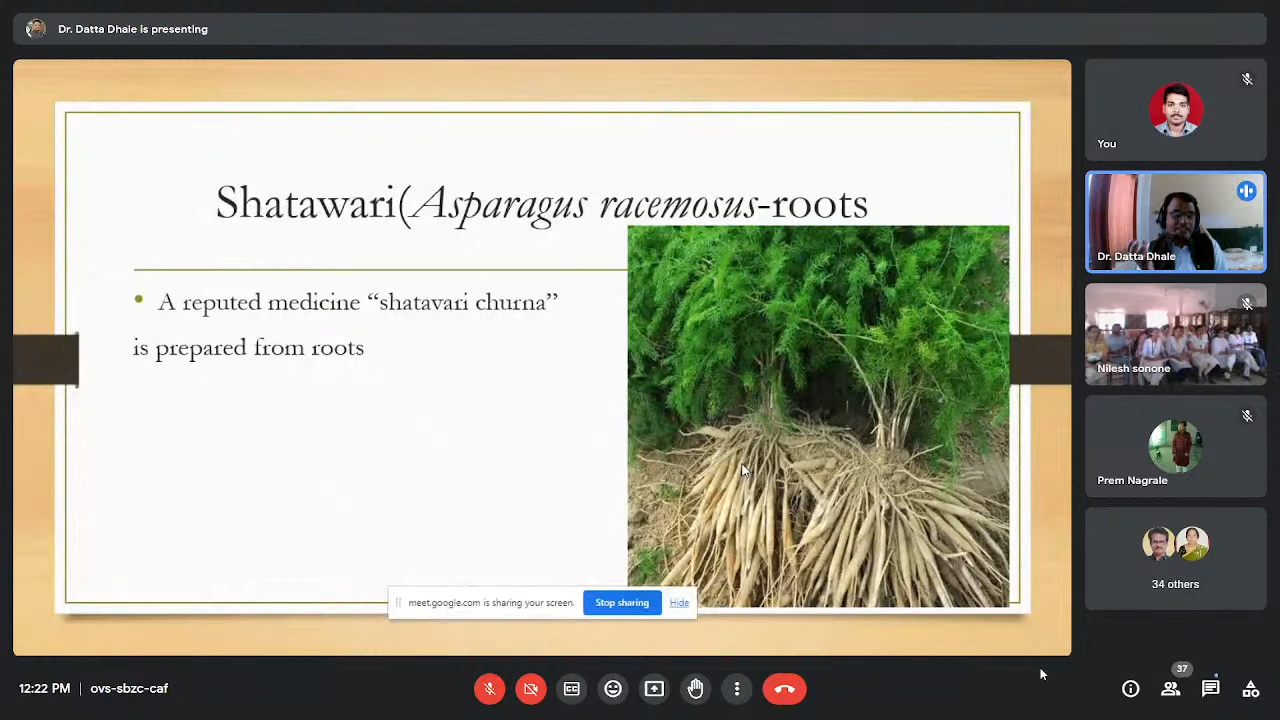 Dr. Datta Dhale is presenting
Shatawari(Asparagus racemosus-roots
• A reputed medicine “shatavari churna”
is prepared from roots
meet.google.com is sharing your screen.
Stop sharing
Hide
You
Dr. Datta Dhale
Nilesh sonone
Prem Nagrale
34 others
12:22 PM | ovs-sbzc-caf
37